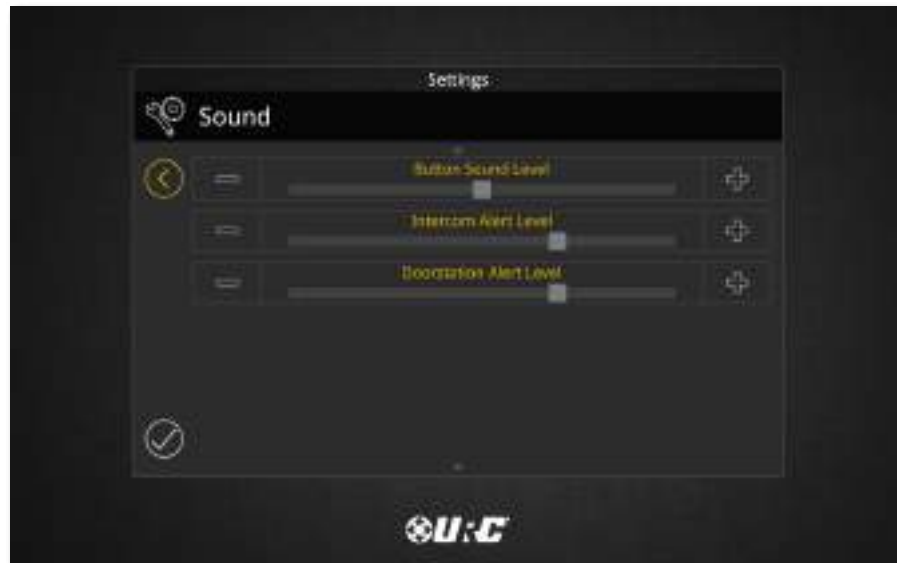 Settings
Sound
Button Sound Level
Intercom Alert Level
Doorstation Alert Level
URC